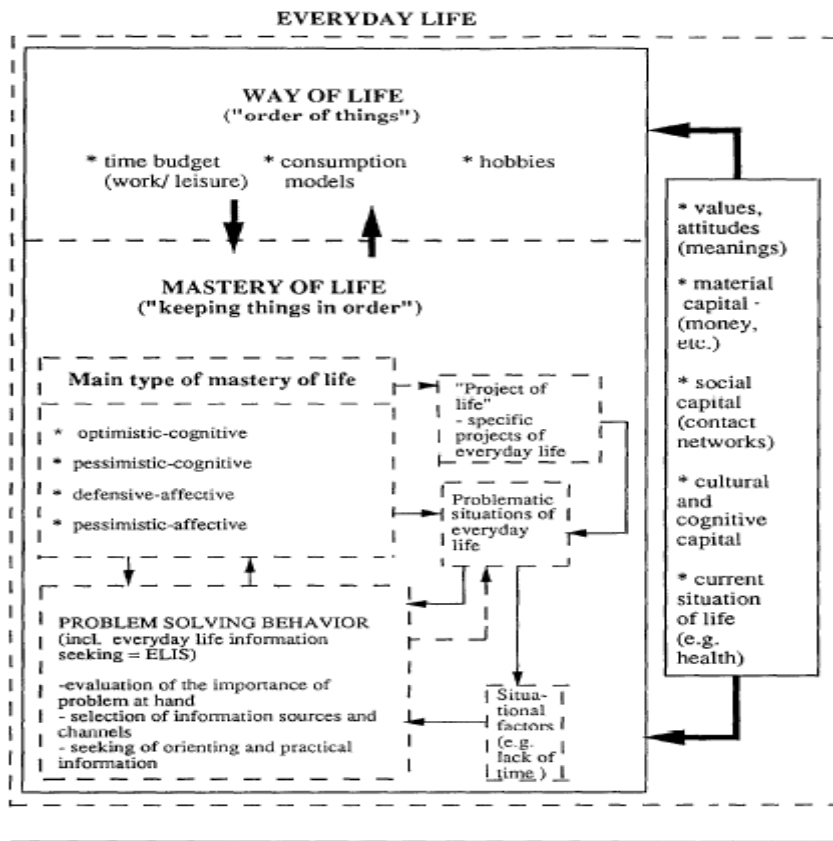 EVERYDAY LIFE
WAY OF LIFE
("order of things")
* time budget
(work/ leisure)
* consumption
models
* hobbies
MASTERY OF LIFE
("keeping things in order")
Main type of mastery of life
* optimistic-cognitive
* pessimistic-cognitive
* defensive-affective
* pessimistic-affective
"Project of
life"
- specific
projects of
everyday life
Problematic
situations of
everyday
life
PROBLEM SOLVING BEHAVIOR
(incl. everyday life information
seeking = ELIS)
-evaluation of the importance of
problem at hand
- selection of information sources and
channels
- seeking of orienting and practical
information
Situa-
tional
factors
(e.g.
lack of
time )
* values,
attitudes
(meanings)
* material
capital -
(money,
etc.)
* social
capital
(contact
networks)
* cultural
and
cognitive
capital
* current
situation
of life
(e.g.
health)